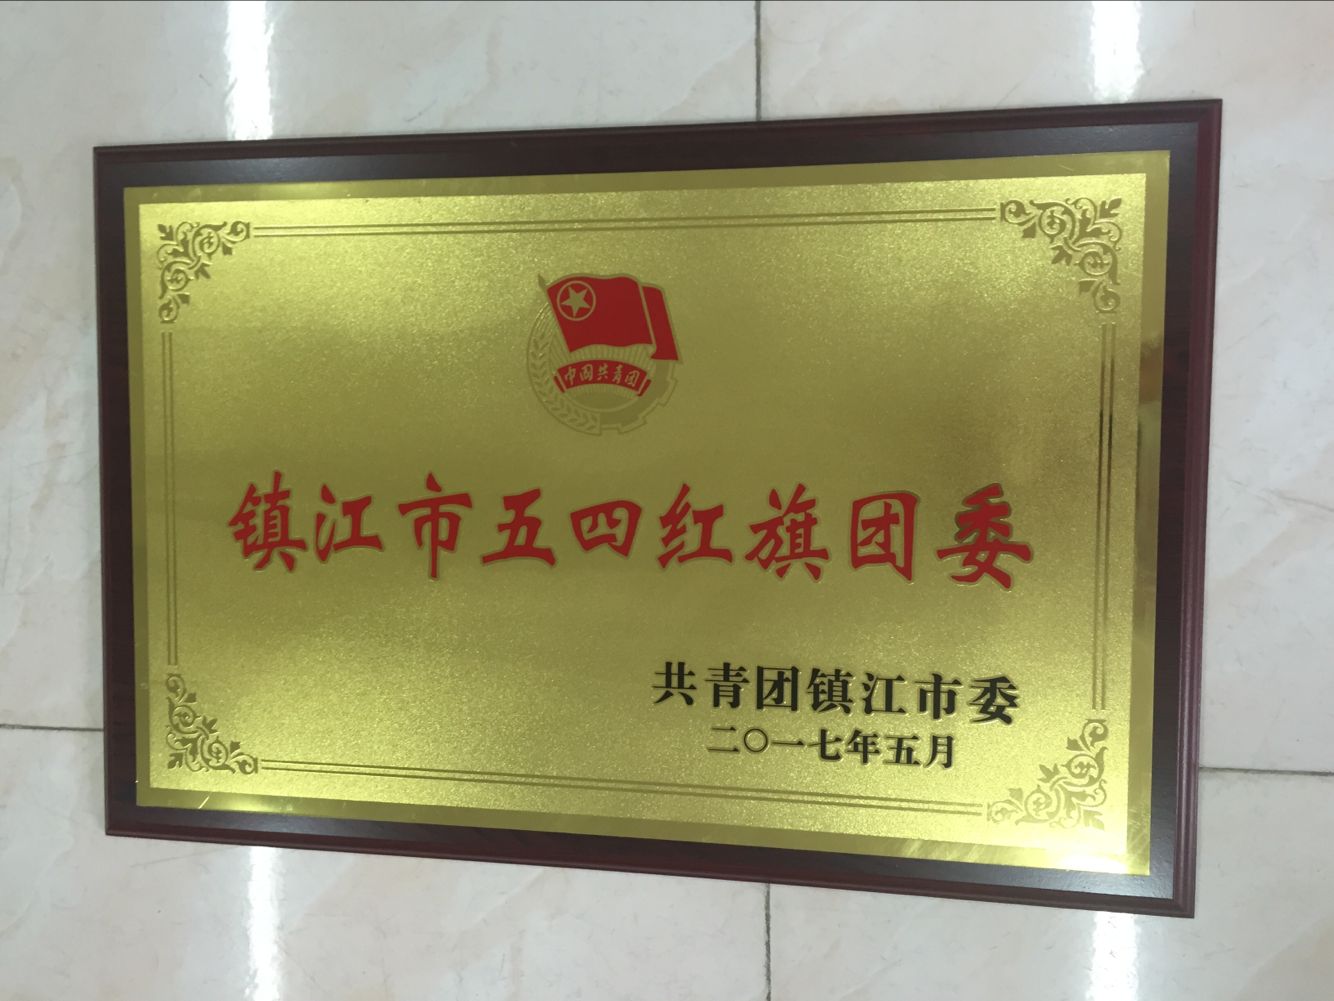 中国共青团
镇江市五四红旗团委
共青团镇江市委
二〇一七年五月